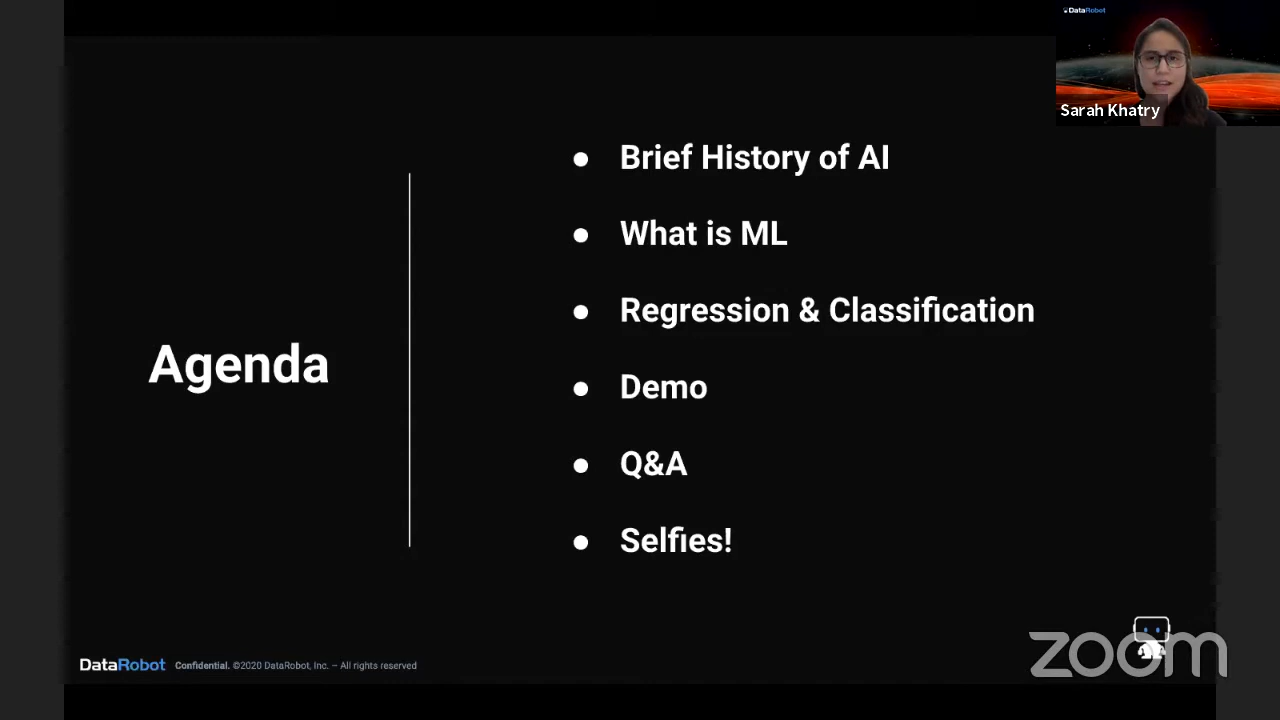 DataRobot
Sarah Khatry
Agenda
Brief History of AI
What is ML
Regression & Classification
Demo
Q&A
Selfies!
DataRobot Confidential. ©2020 DataRobot, Inc. – All rights reserved
zoom